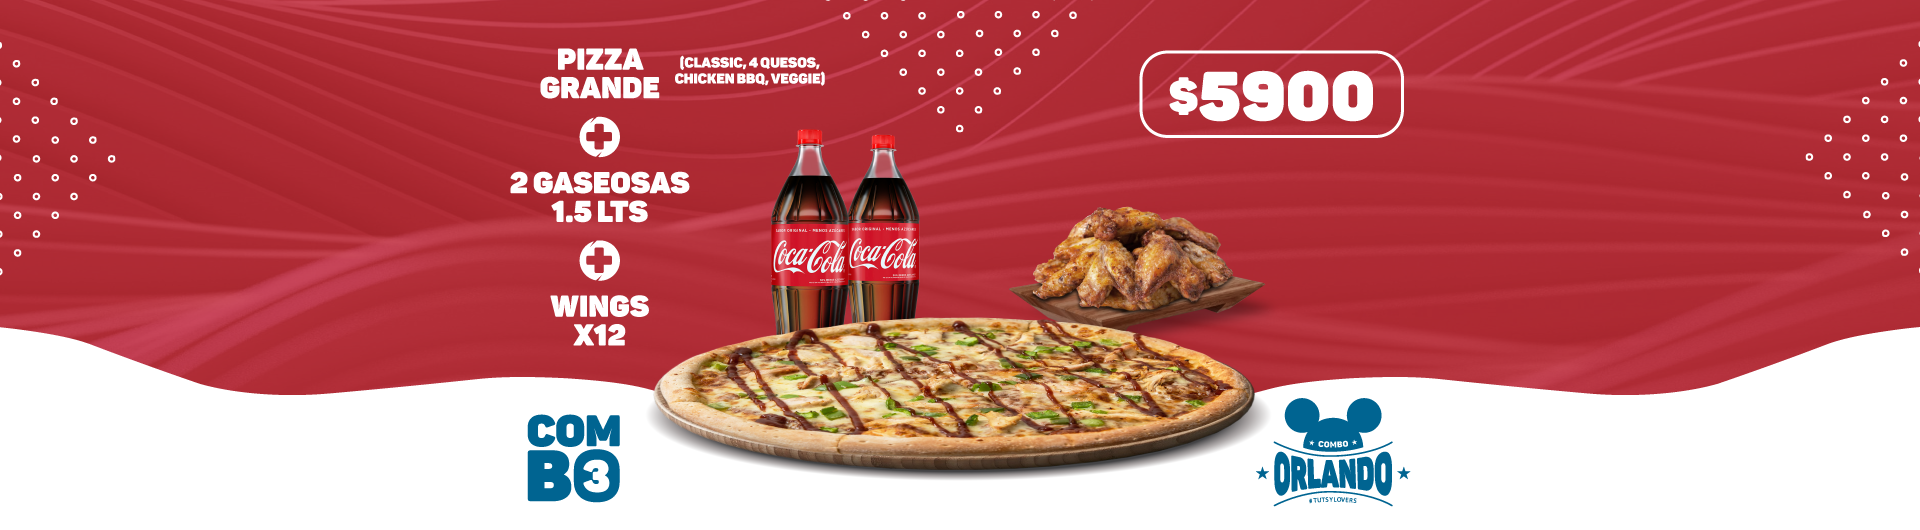 PIZZA
GRANDE
(CLASSIC, 4 QUESOS,
CHICKEN BBQ, VEGGIE)
2 GASEOSAS
1.5 LTS
WINGS
X12
$5900
Coca-Cola
Coca-Cola
COM
BO3
COMBO
ORLANDO
#TUTSYLOVERS